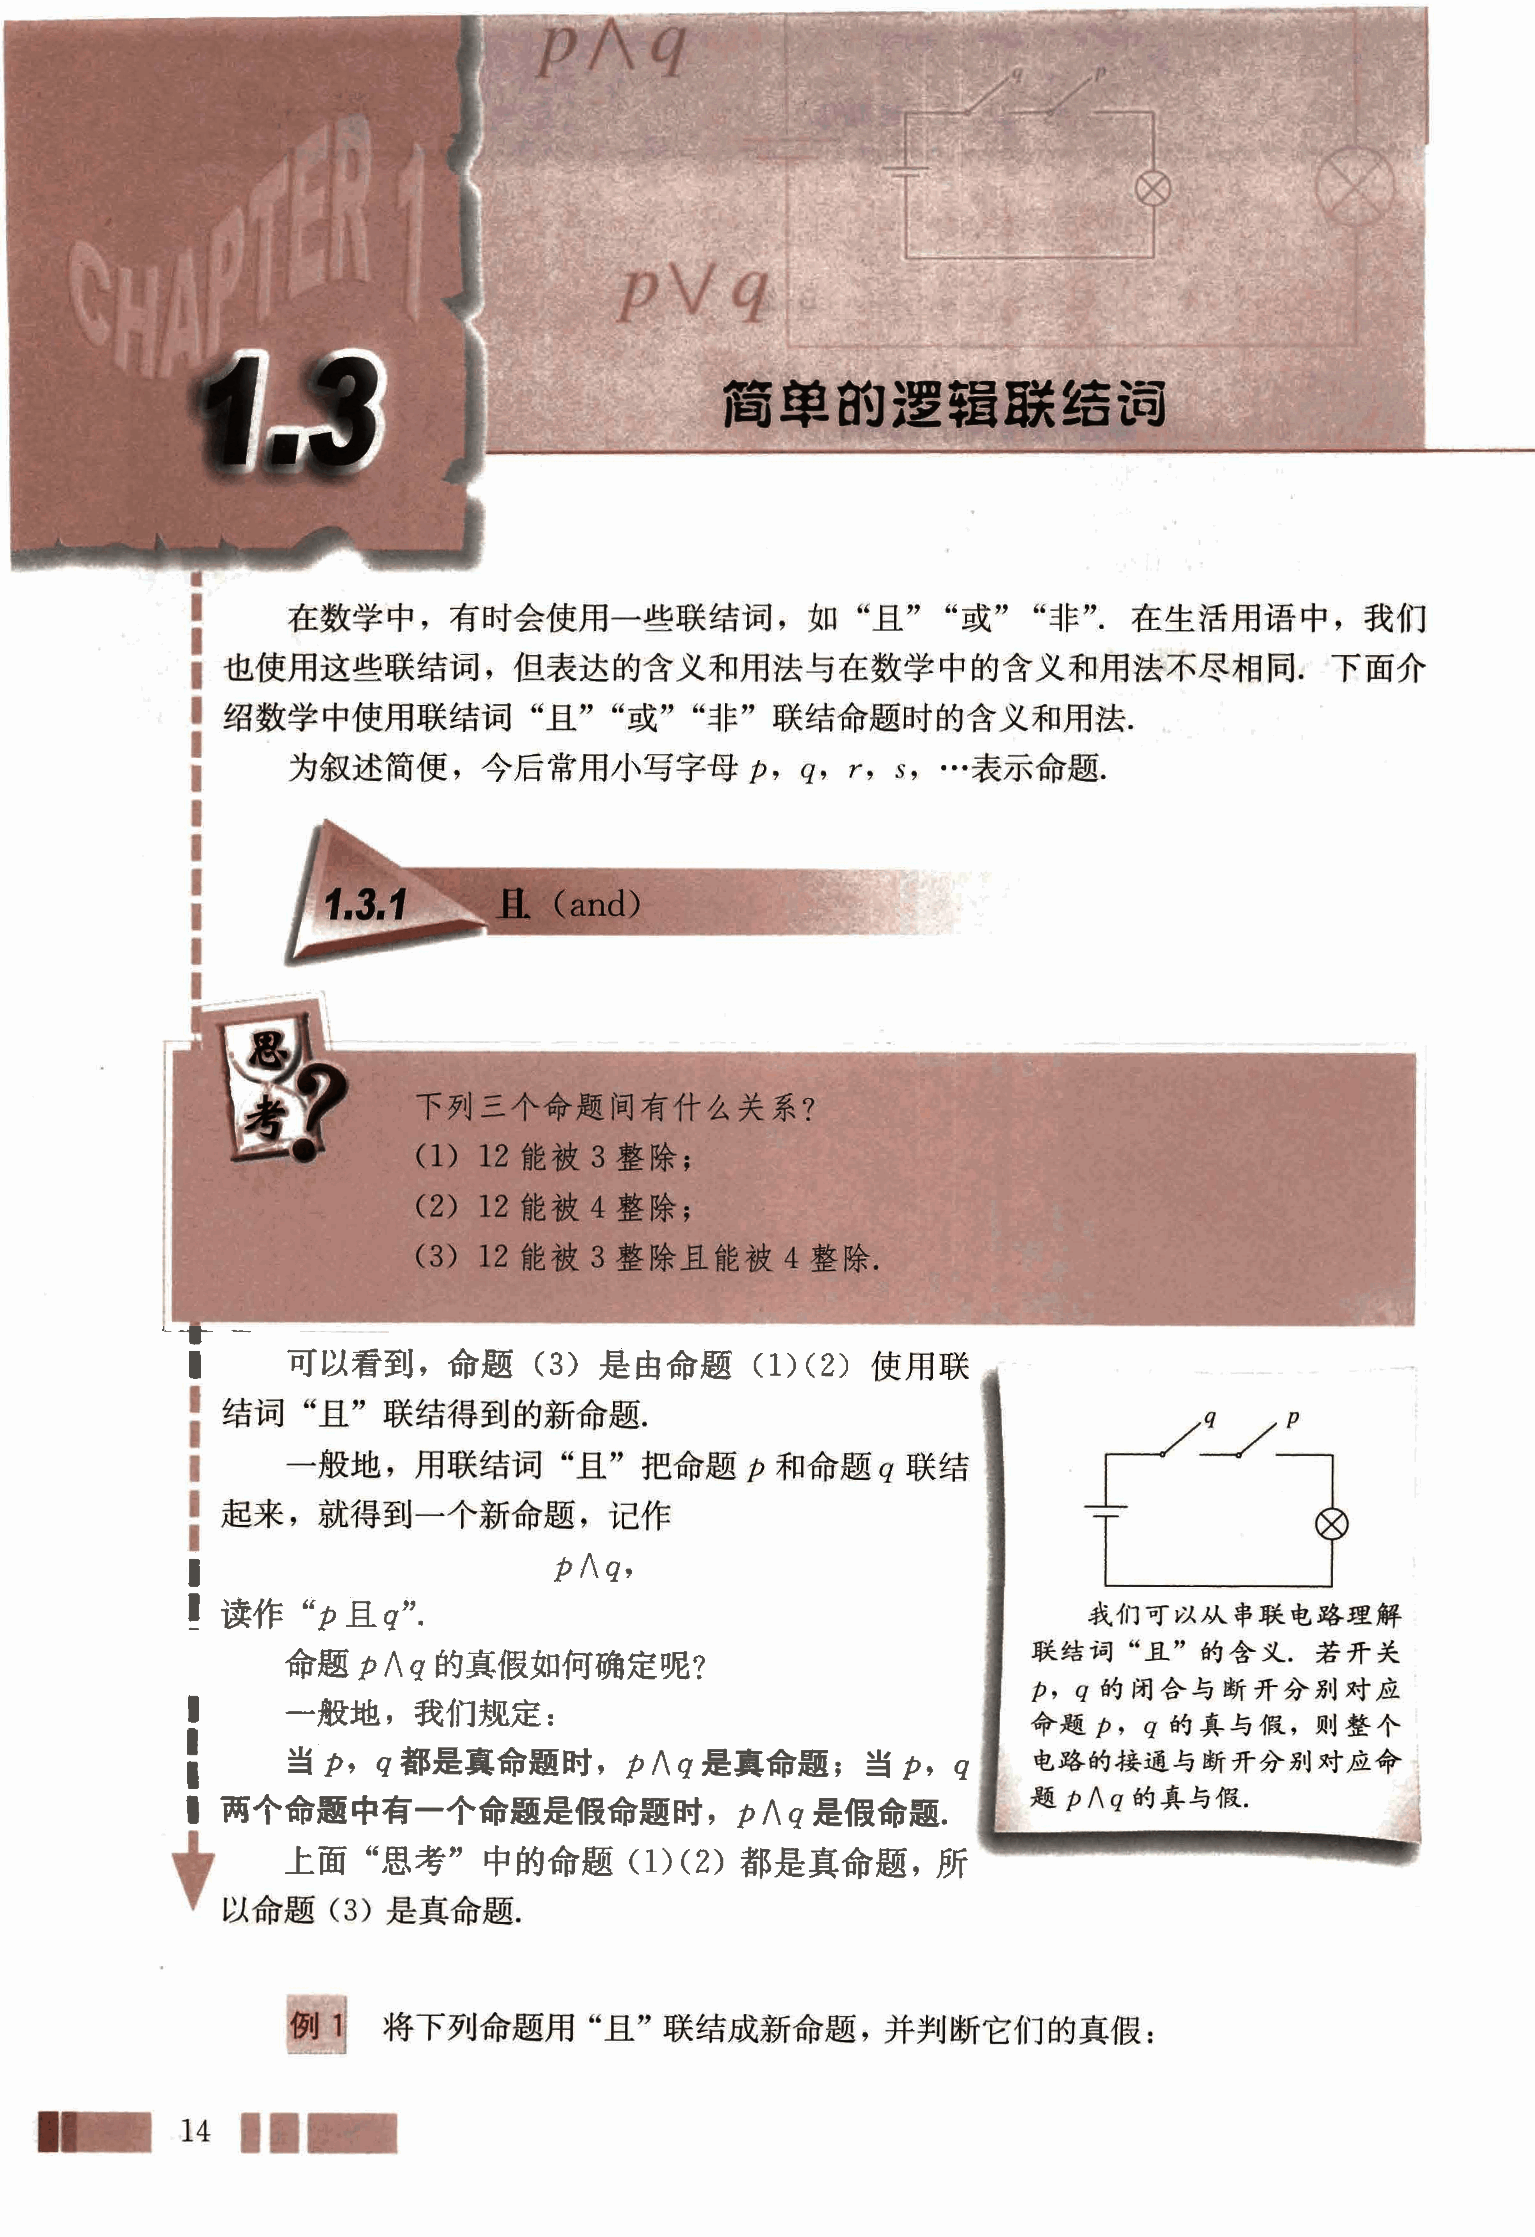 p∧q
q p
CHAPTER 1
p∨q
1.3
简单的逻辑联结词
在数学中，有时会使用一些联结词，如“且”“或”“非”．在生活用语中，我们
也使用这些联结词，但表达的含义和用法与在数学中的含义和用法不尽相同．下面介
绍数学中使用联结词“且”“或”“非”联结命题时的含义和用法．
为叙述简便，今后常用小写字母 p，q，r，s，…表示命题．
1.3.1 且（and）
思考？
下列三个命题间有什么关系？
（1）12 能被 3 整除；
（2）12 能被 4 整除；
（3）12 能被 3 整除且能被 4 整除．
可以看到，命题（3）是由命题（1）（2）使用联
结词“且”联结得到的新命题．
一般地，用联结词“且”把命题 p 和命题 q 联结
起来，就得到一个新命题，记作
p∧q，
读作“p 且 q”．
命题 p∧q 的真假如何确定呢？
一般地，我们规定：
当 p，q 都是真命题时，p∧q 是真命题；当 p，q
两个命题中有一个命题是假命题时，p∧q 是假命题．
上面“思考”中的命题（1）（2）都是真命题，所
以命题（3）是真命题．
q p
我们可以从串联电路理解
联结词“且”的含义．若开关
p，q 的闭合与断开分别对应
命题 p，q 的真与假，则整个
电路的接通与断开分别对应命
题 p∧q 的真与假．
例 1 将下列命题用“且”联结成新命题，并判断它们的真假：
14